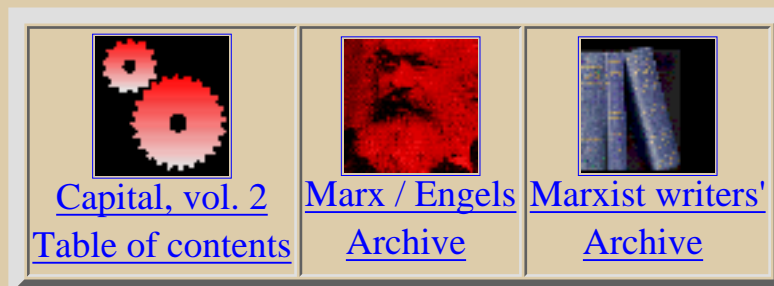 Capital, vol. 2
Table of contents
Marx / Engels
Archive
Marxist writers'
Archive